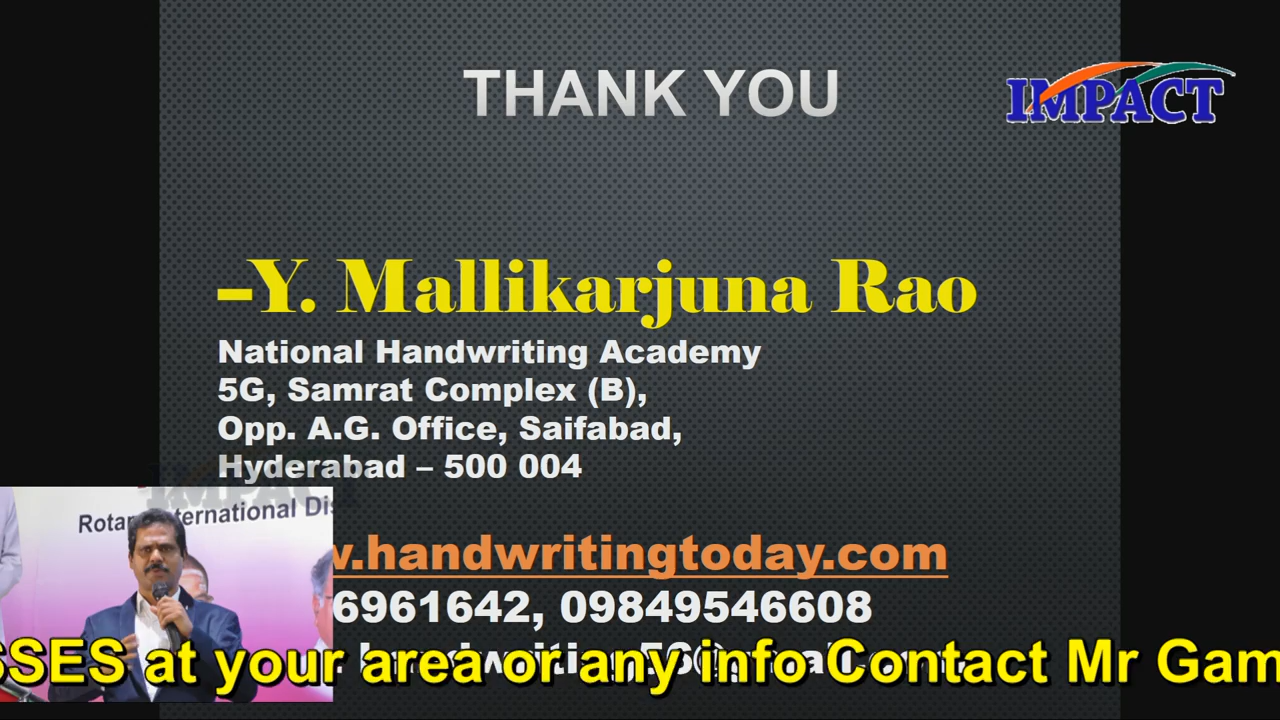 THANK YOU
IMPACT
–Y. Mallikarjuna Rao
National Handwriting Academy
5G, Samrat Complex (B),
Opp. A.G. Office, Saifabad,
Hyderabad – 500 004
Rotary International Dis
w.handwritingtoday.com
6961642, 09849546608
SSES at your area or any info Contact Mr Gam